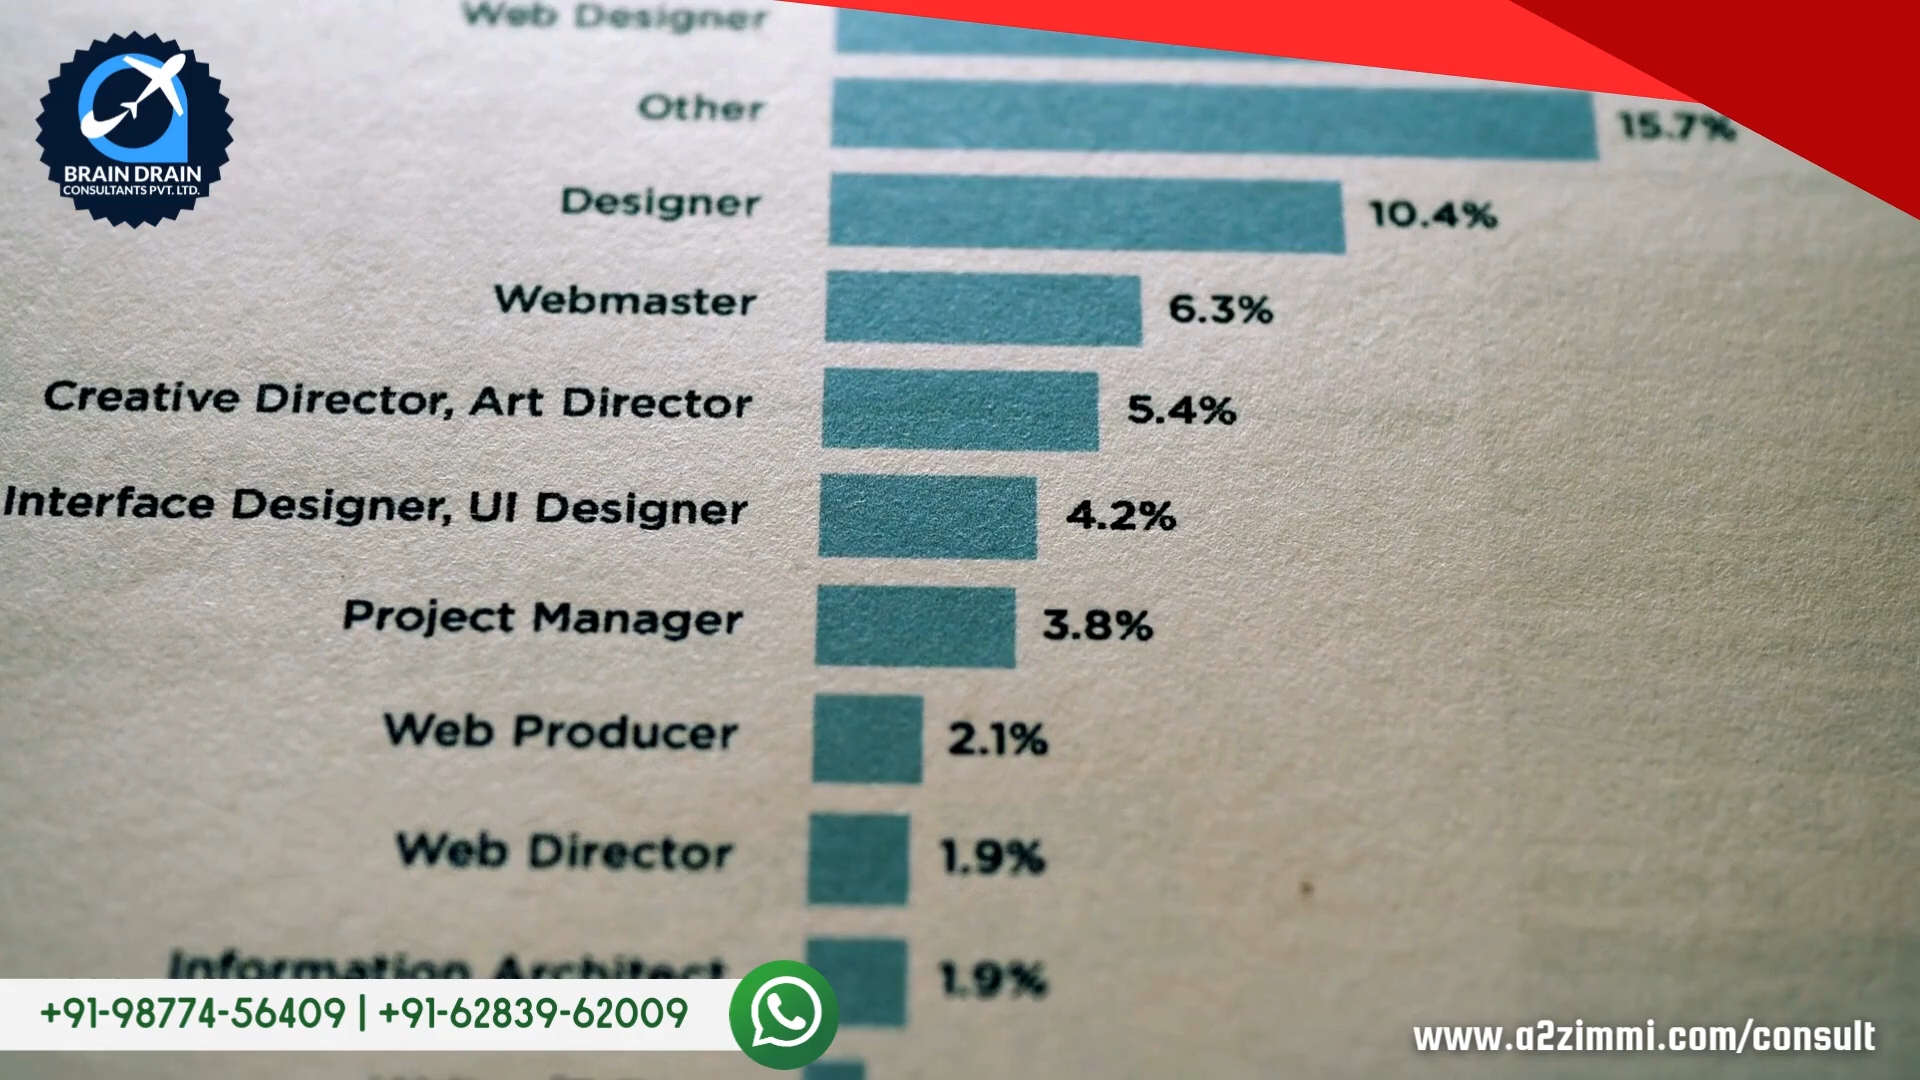 Web Designer
Other 15.7%
Designer 10.4%
Webmaster 6.3%
Creative Director, Art Director 5.4%
Interface Designer, UI Designer 4.2%
Project Manager 3.8%
Web Producer 2.1%
Web Director 1.9%
Information Architect 1.9%
BRAIN DRAIN
CONSULTANTS PVT. LTD.
+91-98774-56409 | +91-62839-62009
www.a2zimmi.com/consult